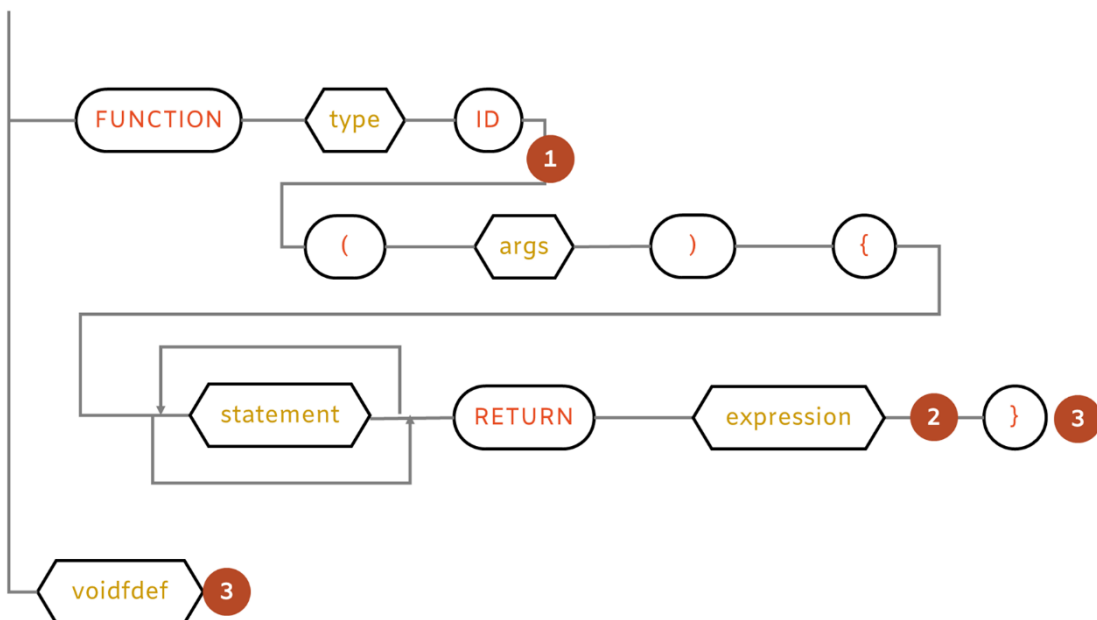 FUNCTION type ID
1
( args ) {
statement RETURN expression 2 } 3
voidfdef 3